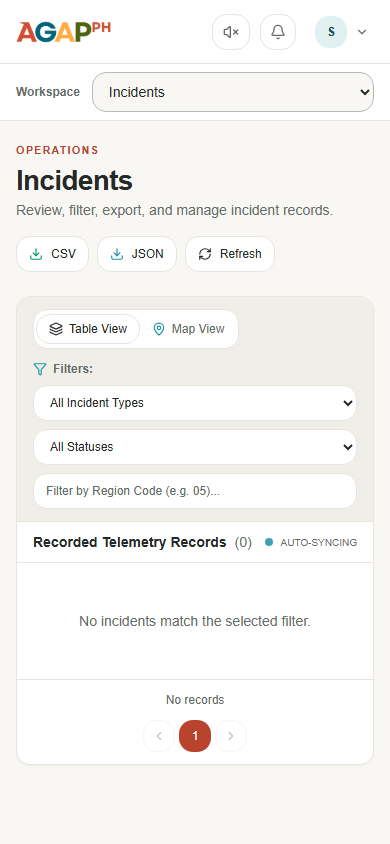 AGAPPH
S
Workspace
Incidents
OPERATIONS
Incidents
Review, filter, export, and manage incident records.
CSV
JSON
Refresh
Table View
Map View
Filters:
All Incident Types
All Statuses
Filter by Region Code (e.g. 05)...
Recorded Telemetry Records (0)
AUTO-SYNCING
No incidents match the selected filter.
No records
1